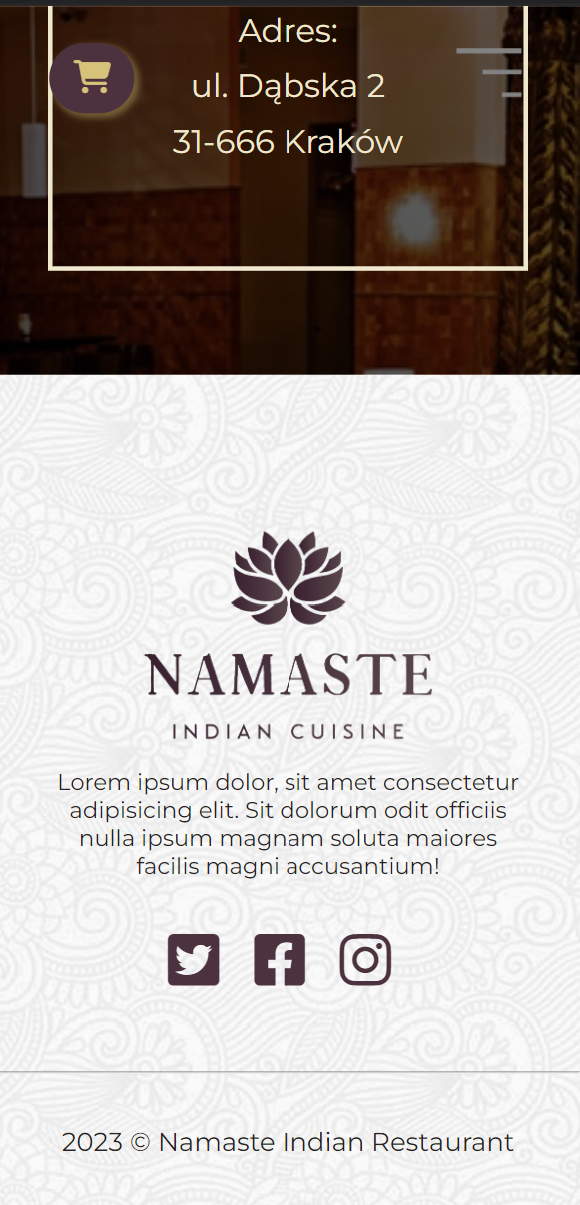 Adres:
ul. Dąbska 2
31-666 Kraków
NAMASTE
INDIAN CUISINE
Lorem ipsum dolor, sit amet consectetur
adipisicing elit. Sit dolorum odit officiis
nulla ipsum magnam soluta maiores
facilis magni accusantium!
2023 © Namaste Indian Restaurant